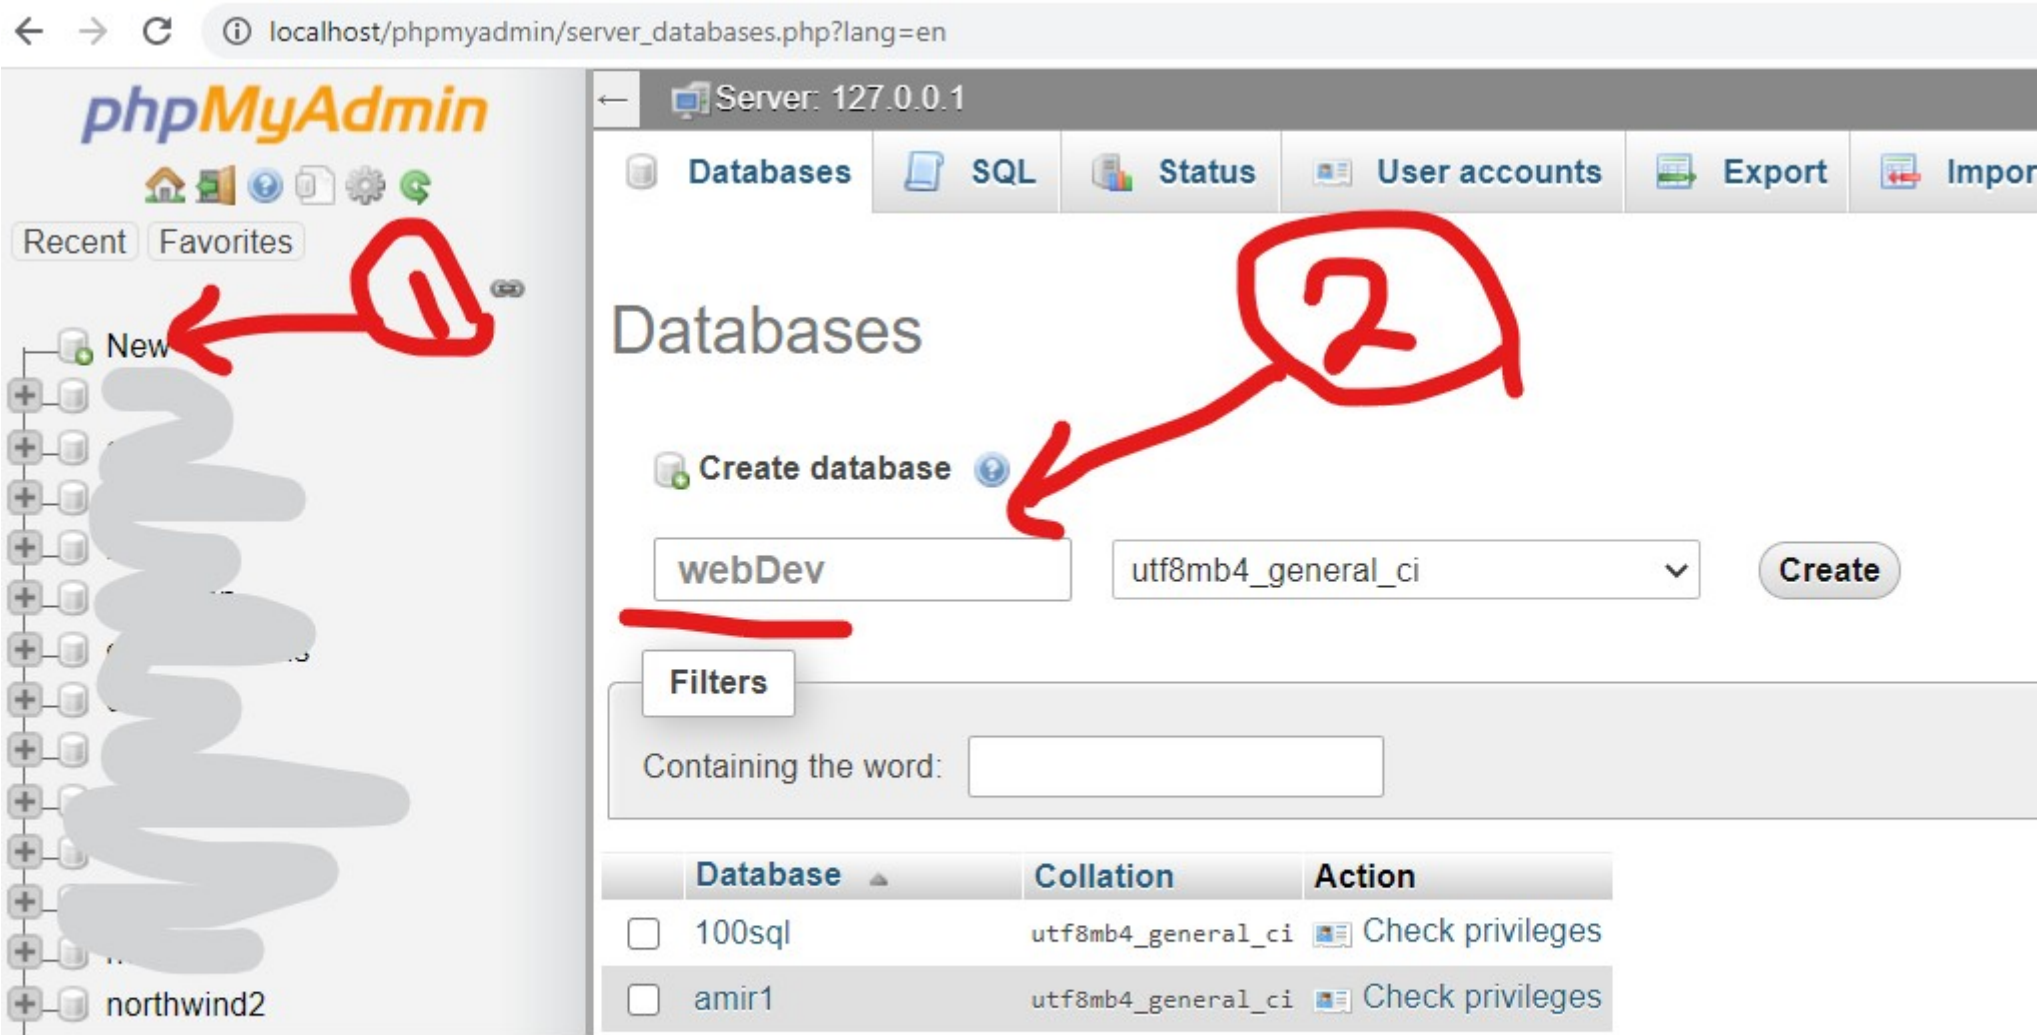 localhost/phpmyadmin/server_databases.php?lang=en
phpMyAdmin
Recent Favorites
1
New
northwind2
Server: 127.0.0.1
Databases SQL Status User accounts Export Impor
2
Databases
Create database
webDev utf8mb4_general_ci Create
Filters
Containing the word:
Database Collation Action
100sql utf8mb4_general_ci Check privileges
amir1 utf8mb4_general_ci Check privileges